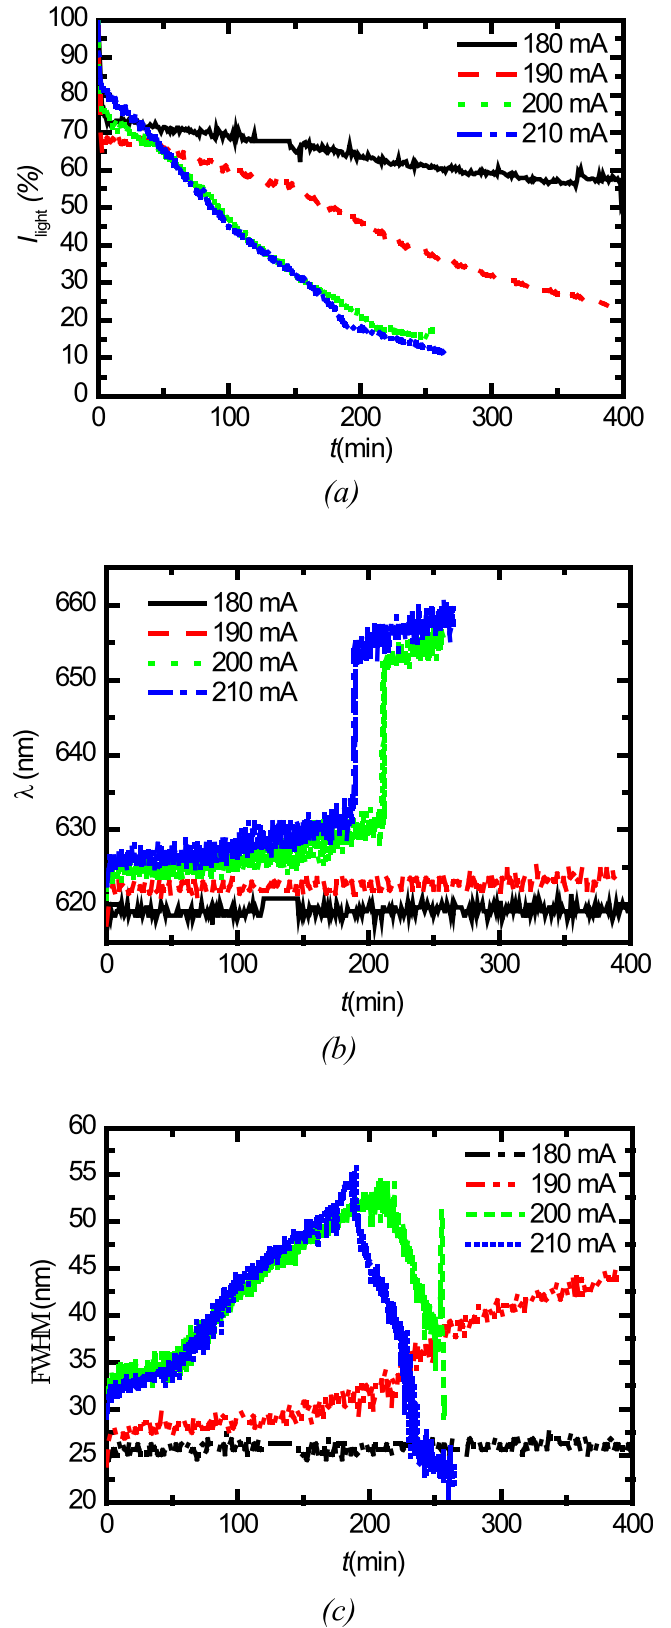 100
90
80
70
60
50
40
30
20
10
0
I light (%)
180 mA
190 mA
200 mA
210 mA
0 100 200 300 400
t(min)
(a)
660
650
640
630
620
λ (nm)
180 mA
190 mA
200 mA
210 mA
0 100 200 300 400
t(min)
(b)
60
55
50
45
40
35
30
25
20
FWHM (nm)
180 mA
190 mA
200 mA
210 mA
0 100 200 300 400
t(min)
(c)